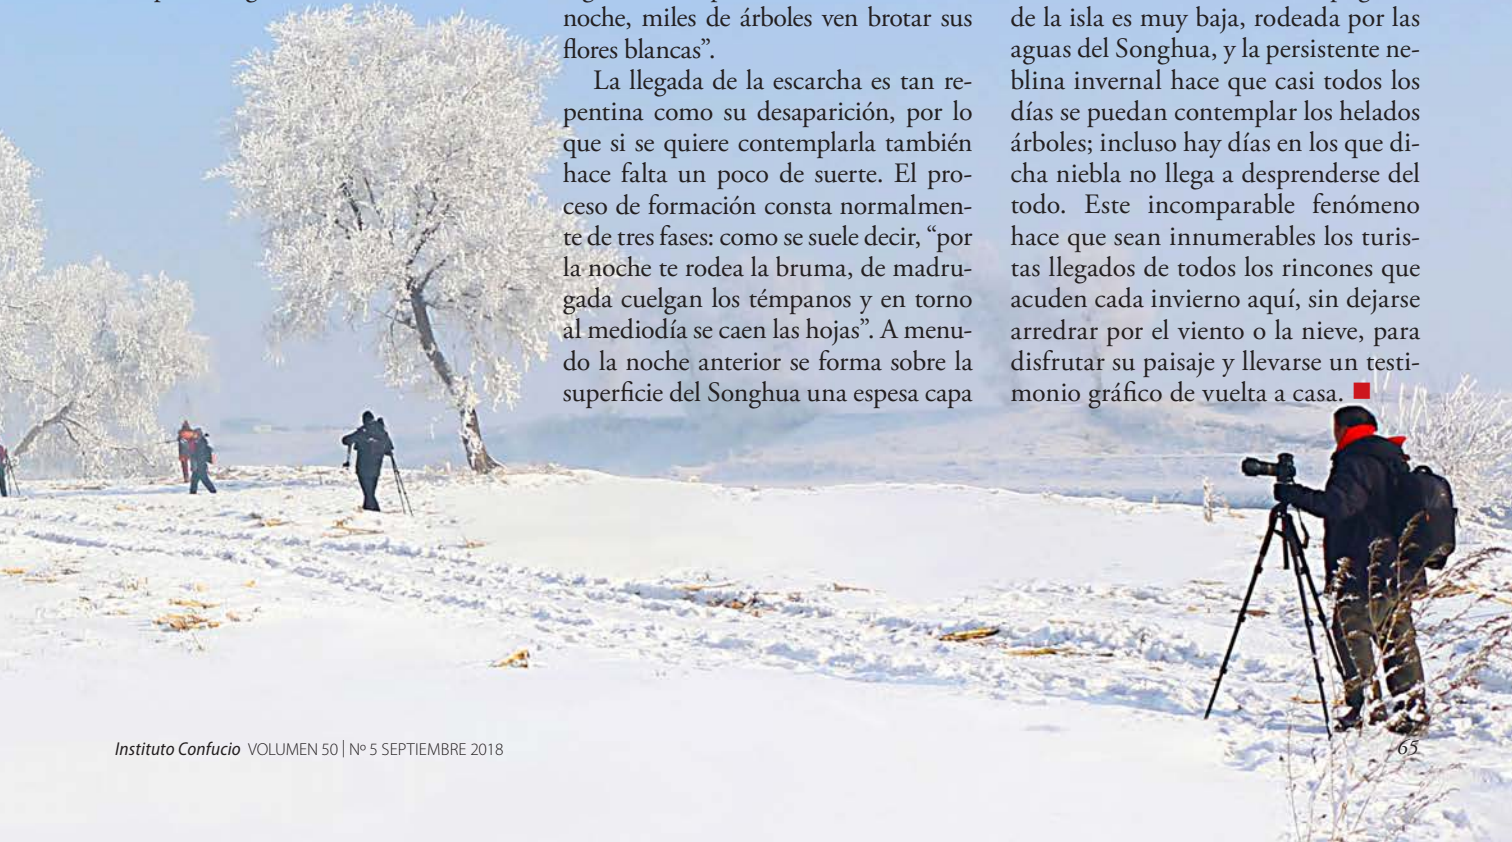 noche, miles de árboles ven brotar sus
flores blancas”.
La llegada de la escarcha es tan re-
pentina como su desaparición, por lo
que si se quiere contemplarla también
hace falta un poco de suerte. El pro-
ceso de formación consta normalmen-
te de tres fases: como se suele decir, “por
la noche te rodea la bruma, de madru-
gada cuelgan los témpanos y en torno
al mediodía se caen las hojas”. A menu-
do la noche anterior se forma sobre la
superficie del Songhua una espesa capa
de la isla es muy baja, rodeada por las
aguas del Songhua, y la persistente ne-
blina invernal hace que casi todos los
días se puedan contemplar los helados
árboles; incluso hay días en los que di-
cha niebla no llega a desprenderse del
todo. Este incomparable fenómeno
hace que sean innumerables los turis-
tas llegados de todos los rincones que
acuden cada invierno aquí, sin dejarse
arredrar por el viento o la nieve, para
disfrutar su paisaje y llevarse un testi-
monio gráfico de vuelta a casa.
Instituto Confucio VOLUMEN 50 | Nº 5 SEPTIEMBRE 2018
65